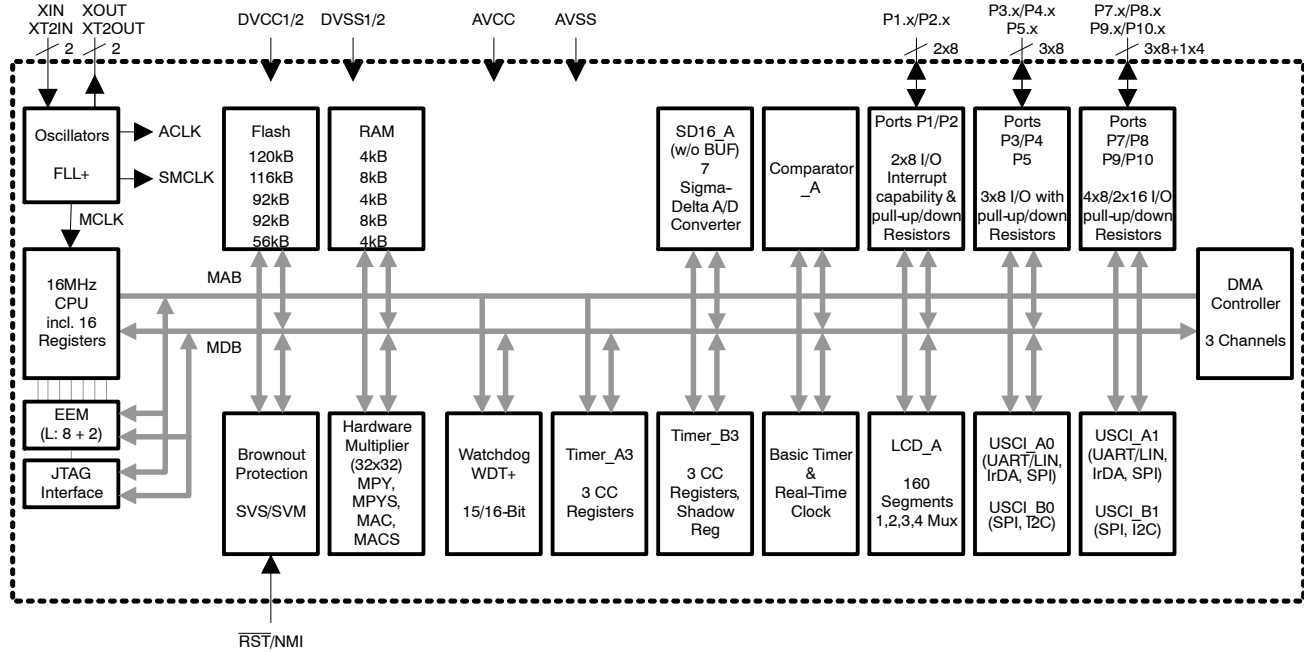 XIN
XT2IN
XOUT
XT2OUT
DVCC1/2
DVSS1/2
AVCC
AVSS
P1.x/P2.x
P3.x/P4.x
P5.x
P7.x/P8.x
P9.x/P10.x
2
2
2x8
3x8
3x8+1x4
Oscillators
FLL+
ACLK
SMCLK
MCLK
Flash
120kB
116kB
92kB
92kB
56kB
RAM
4kB
8kB
4kB
8kB
4kB
SD16_A
(w/o BUF)
7
Sigma-
Delta A/D
Converter
Comparator
_A
Ports P1/P2
2x8 I/O
Interrupt
capability &
pull-up/down
Resistors
Ports
P3/P4
P5
3x8 I/O with
pull-up/down
Resistors
Ports
P7/P8
P9/P10
4x8/2x16 I/O
pull-up/down
Resistors
16MHz
CPU
incl. 16
Registers
MAB
MDB
DMA
Controller
3 Channels
EEM
(L: 8 + 2)
JTAG
Interface
Brownout
Protection
SVS/SVM
Hardware
Multiplier
(32x32)
MPY,
MPYS,
MAC,
MACS
Watchdog
WDT+
15/16-Bit
Timer_A3
3 CC
Registers
Timer_B3
3 CC
Registers,
Shadow
Reg
Basic Timer
&
Real-Time
Clock
LCD_A
160
Segments
1,2,3,4 Mux
USCI_A0
(UART/LIN,
IrDA, SPI)
USCI_B0
(SPI, I2C)
USCI_A1
(UART/LIN,
IrDA, SPI)
USCI_B1
(SPI, I2C)
RST/NMI